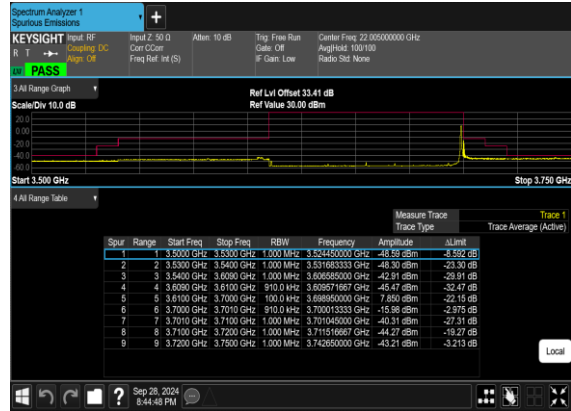 Spectrum Analyzer 1
Spurious Emissions
KEYSIGHT Input: RF Input Z: 50 Ω Atten: 10 dB Trig: Free Run Center Freq: 22.005000000 GHz
R T Coupling: DC Corr CCorr Gate: Off Avg|Hold: 100/100
Align: Off Freq Ref: Int (S) IF Gain: Low Radio Std: None
PASS
3 All Range Graph
Ref Lvl Offset 33.41 dB
Scale/Div 10.0 dB Ref Value 30.00 dBm
20.0
0.00
-20.0
-40.0
-60.0
Start 3.500 GHz Stop 3.750 GHz
4 All Range Table
Measure Trace Trace 1
Trace Type Trace Average (Active)
Spur Range Start Freq Stop Freq RBW Frequency Amplitude ΔLimit
1 1 3.5000 GHz 3.5300 GHz 1.000 MHz 3.524450000 GHz -48.59 dBm -8.592 dB
2 2 3.5300 GHz 3.5400 GHz 1.000 MHz 3.531683333 GHz -48.30 dBm -23.30 dB
3 3 3.5400 GHz 3.6090 GHz 1.000 MHz 3.606585000 GHz -42.91 dBm -29.91 dB
4 4 3.6090 GHz 3.6100 GHz 910.0 kHz 3.609571667 GHz -45.47 dBm -32.47 dB
5 5 3.6100 GHz 3.7000 GHz 100.0 kHz 3.698950000 GHz 7.850 dBm -22.15 dB
6 6 3.7000 GHz 3.7010 GHz 910.0 kHz 3.700013333 GHz -15.98 dBm -2.975 dB
7 7 3.7010 GHz 3.7100 GHz 1.000 MHz 3.701045000 GHz -40.31 dBm -27.31 dB
8 8 3.7100 GHz 3.7200 GHz 1.000 MHz 3.711516667 GHz -44.27 dBm -19.27 dB
9 9 3.7200 GHz 3.7500 GHz 1.000 MHz 3.742650000 GHz -43.21 dBm -3.213 dB
Local
Sep 28, 2024
8:44:48 PM